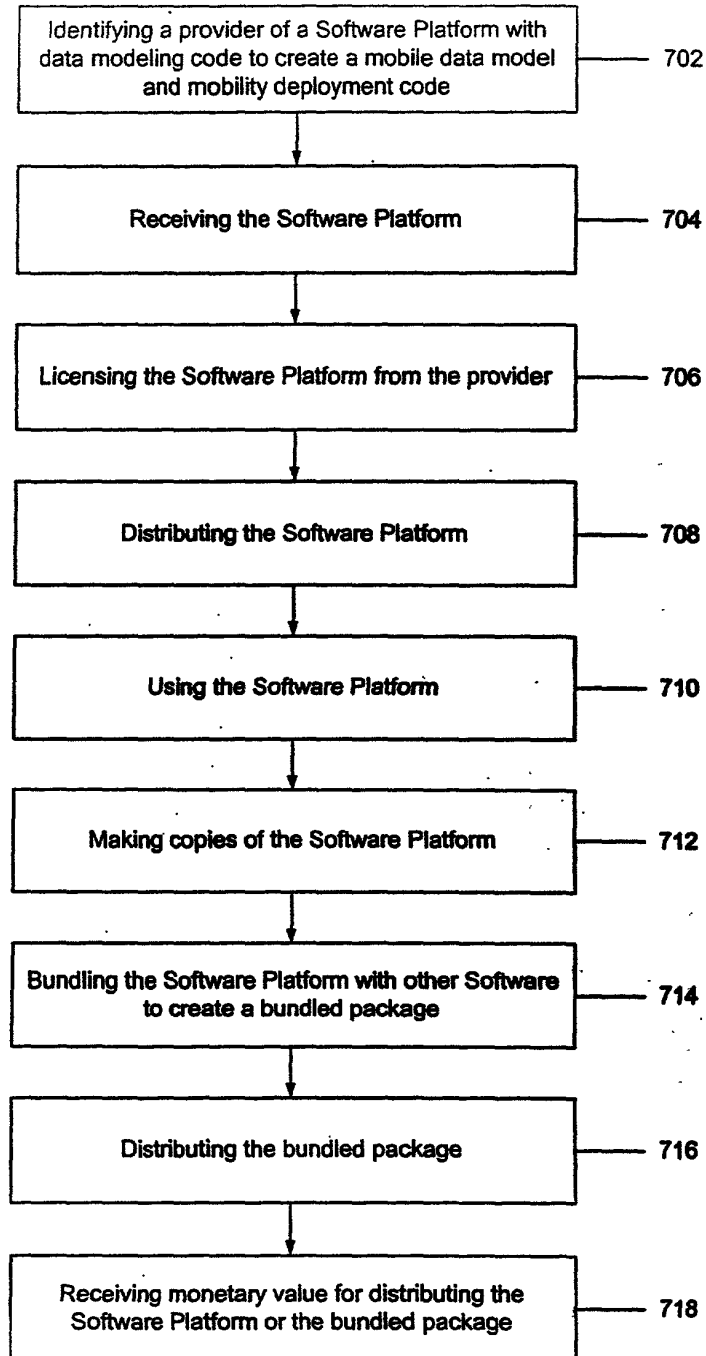 Identifying a provider of a Software Platform with
data modeling code to create a mobile data model
and mobility deployment code
702
Receiving the Software Platform
704
Licensing the Software Platform from the provider
706
Distributing the Software Platform
708
Using the Software Platform
710
Making copies of the Software Platform
712
Bundling the Software Platform with other Software
to create a bundled package
714
Distributing the bundled package
716
Receiving monetary value for distributing the
Software Platform or the bundled package
718